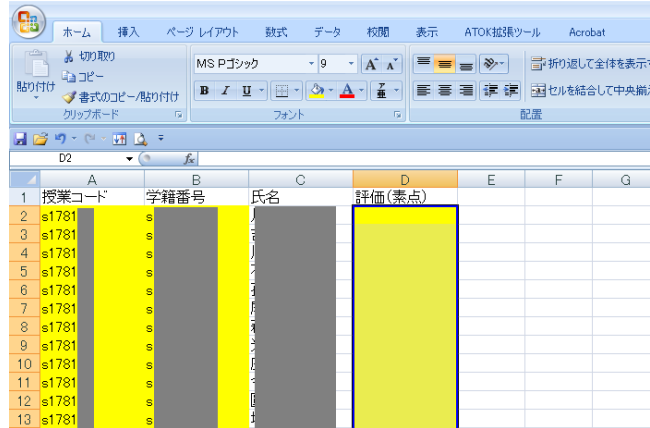 ホーム 挿入 ページ レイアウト 数式 データ 校閲 表示 ATOK拡張ツール Acrobat
切り取り
コピー
書式のコピー/貼り付け
貼り付け
MS Pゴシック 9
B I U
折り返して全体を表示す
セルを結合して中央揃え
クリップボード フォント 配置
D2 fx
A B C D E F G
1 授業コード 学籍番号 氏名 評価(素点)
2 s1781 s
3 s1781 s
4 s1781 s
5 s1781 s
6 s1781 s
7 s1781 s
8 s1781 s
9 s1781 s
10 s1781 s
11 s1781 s
12 s1781 s
13 s1781 s